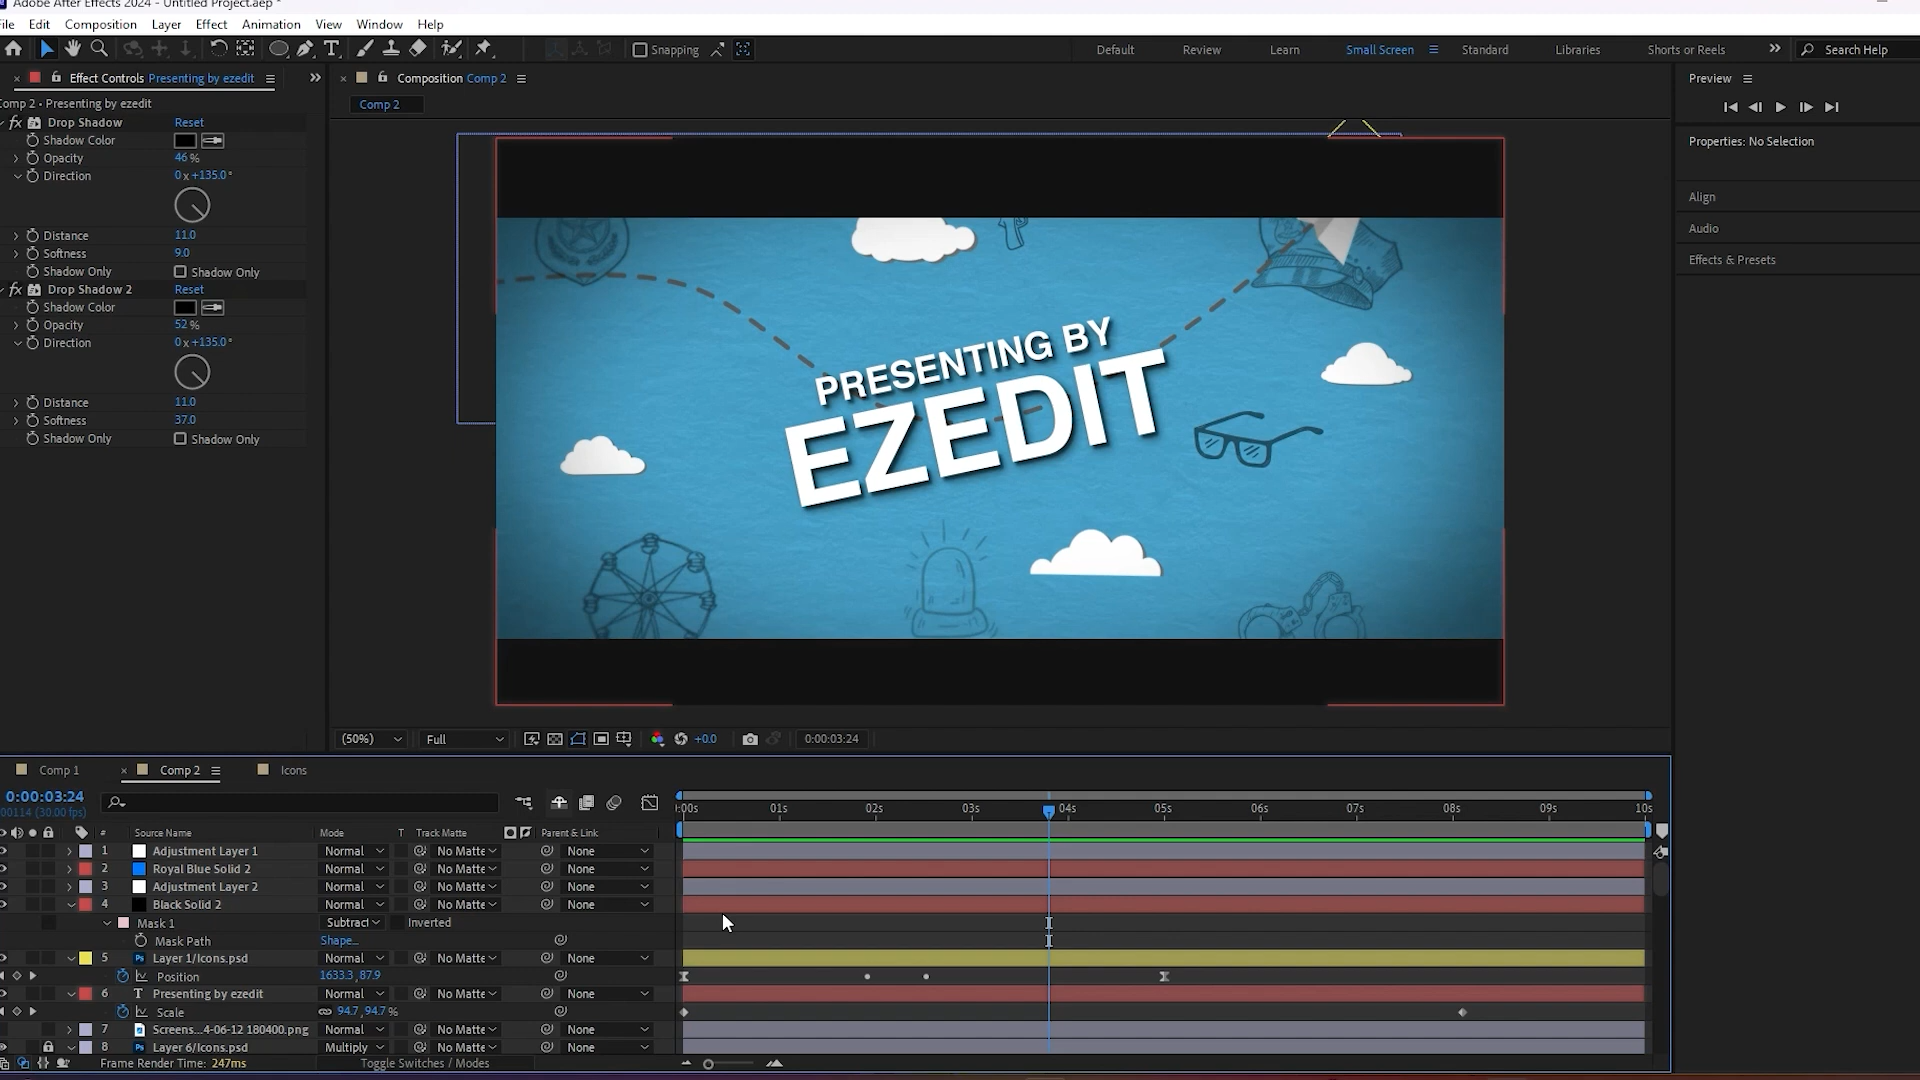 Adobe After Effects 2024 - Untitled Project.aep *
File Edit Composition Layer Effect Animation View Window Help
Snapping
Default Review Learn Small Screen Standard Libraries Shorts or Reels Search Help
Effect Controls Presenting by ezedit
Composition Comp 2
Preview
Comp 2 • Presenting by ezedit
Comp 2
fx Drop Shadow Reset
Shadow Color
Opacity 46 %
Direction 0 x +135.0 °
Distance 11.0
Softness 9.0
Shadow Only Shadow Only
fx Drop Shadow 2 Reset
Shadow Color
Opacity 52 %
Direction 0 x +135.0 °
Distance 11.0
Softness 37.0
Shadow Only Shadow Only
PRESENTING BY
EZEDIT
Properties: No Selection
Align
Audio
Effects & Presets
(50%) Full +0.0 0:00:03:24
Comp 1 Comp 2 Icons
0:00:03:24
00114 (30.00 fps)
:00s 01s 02s 03s 04s 05s 06s 07s 08s 09s 10s
# Source Name Mode T Track Matte Parent & Link
1 Adjustment Layer 1 Normal No Matte None
2 Royal Blue Solid 2 Normal No Matte None
3 Adjustment Layer 2 Normal No Matte None
4 Black Solid 2 Normal No Matte None
Mask 1 Subtract Inverted
Mask Path Shape...
5 Ps Layer 1/Icons.psd Normal No Matte None
Position 1633.3, 87.9
6 T Presenting by ezedit Normal No Matte None
Scale 94.7, 94.7 %
7 Screens...4-06-12 180400.png Normal No Matte None
8 Ps Layer 6/Icons.psd Multiply No Matte None
Frame Render Time: 247ms Toggle Switches / Modes